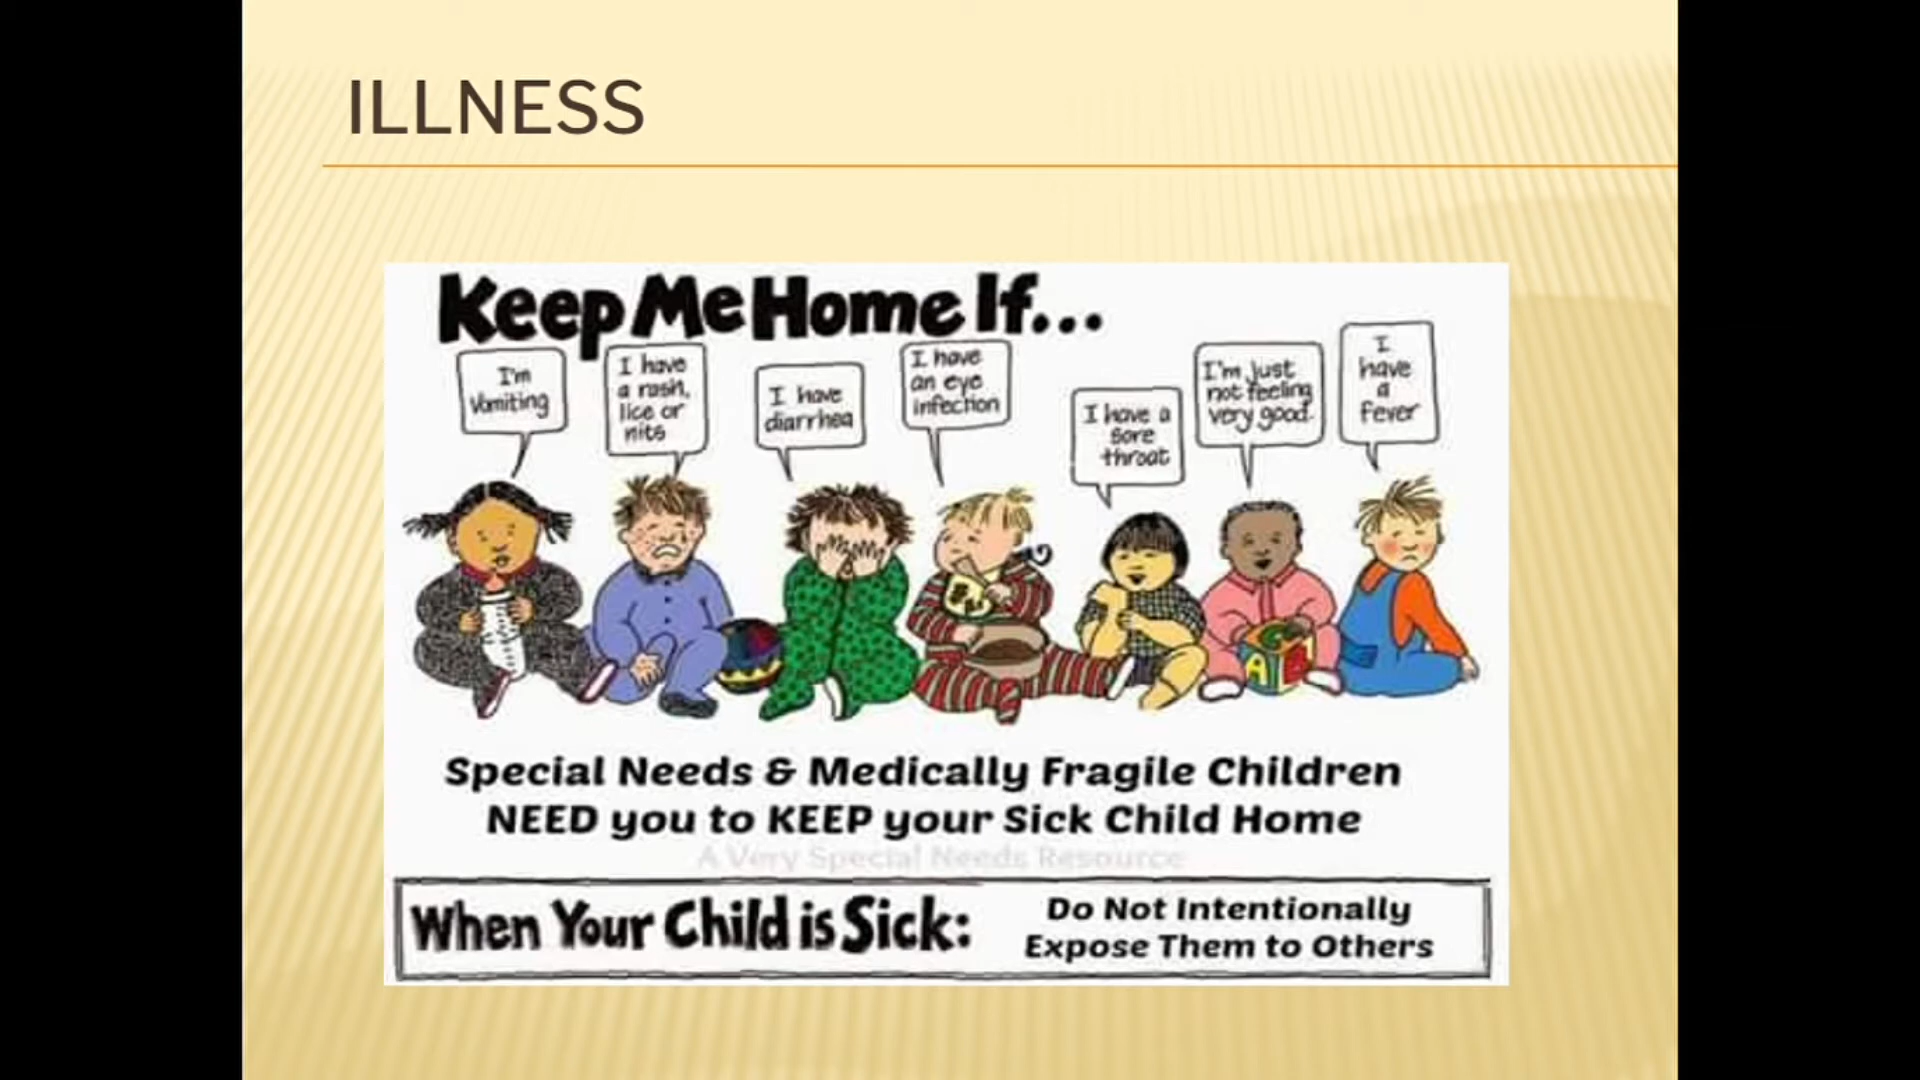 ILLNESS
Keep Me Home If...
I'm
Vomiting
I have
a rash,
lice or
nits
I have
diarrhea
I have
an eye
infection
I have a
sore
throat
I'm just
not feeling
very good.
I
have
a
fever
A B
Special Needs & Medically Fragile Children
NEED you to KEEP your Sick Child Home
A Very Special Needs Resource
When Your Child is Sick:
Do Not Intentionally
Expose Them to Others